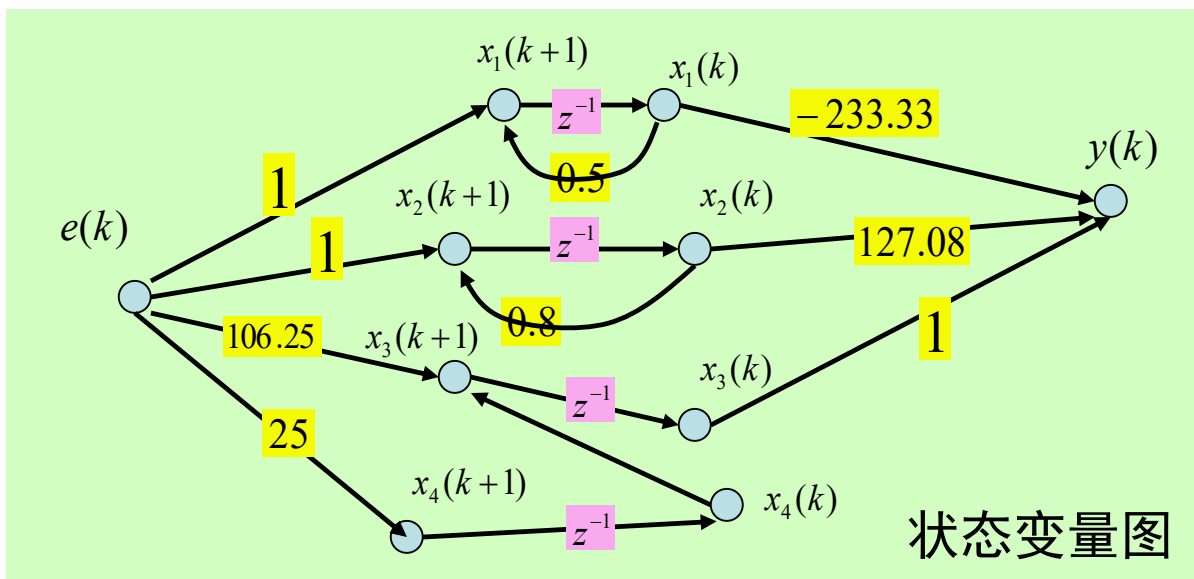 x₁(k+1)
x₁(k)
z⁻¹
−233.33
y(k)
1
0.5
x₂(k+1)
x₂(k)
e(k)
1
z⁻¹
127.08
0.8
106.25
x₃(k+1)
1
x₃(k)
z⁻¹
25
x₄(k+1)
x₄(k)
z⁻¹
状态变量图